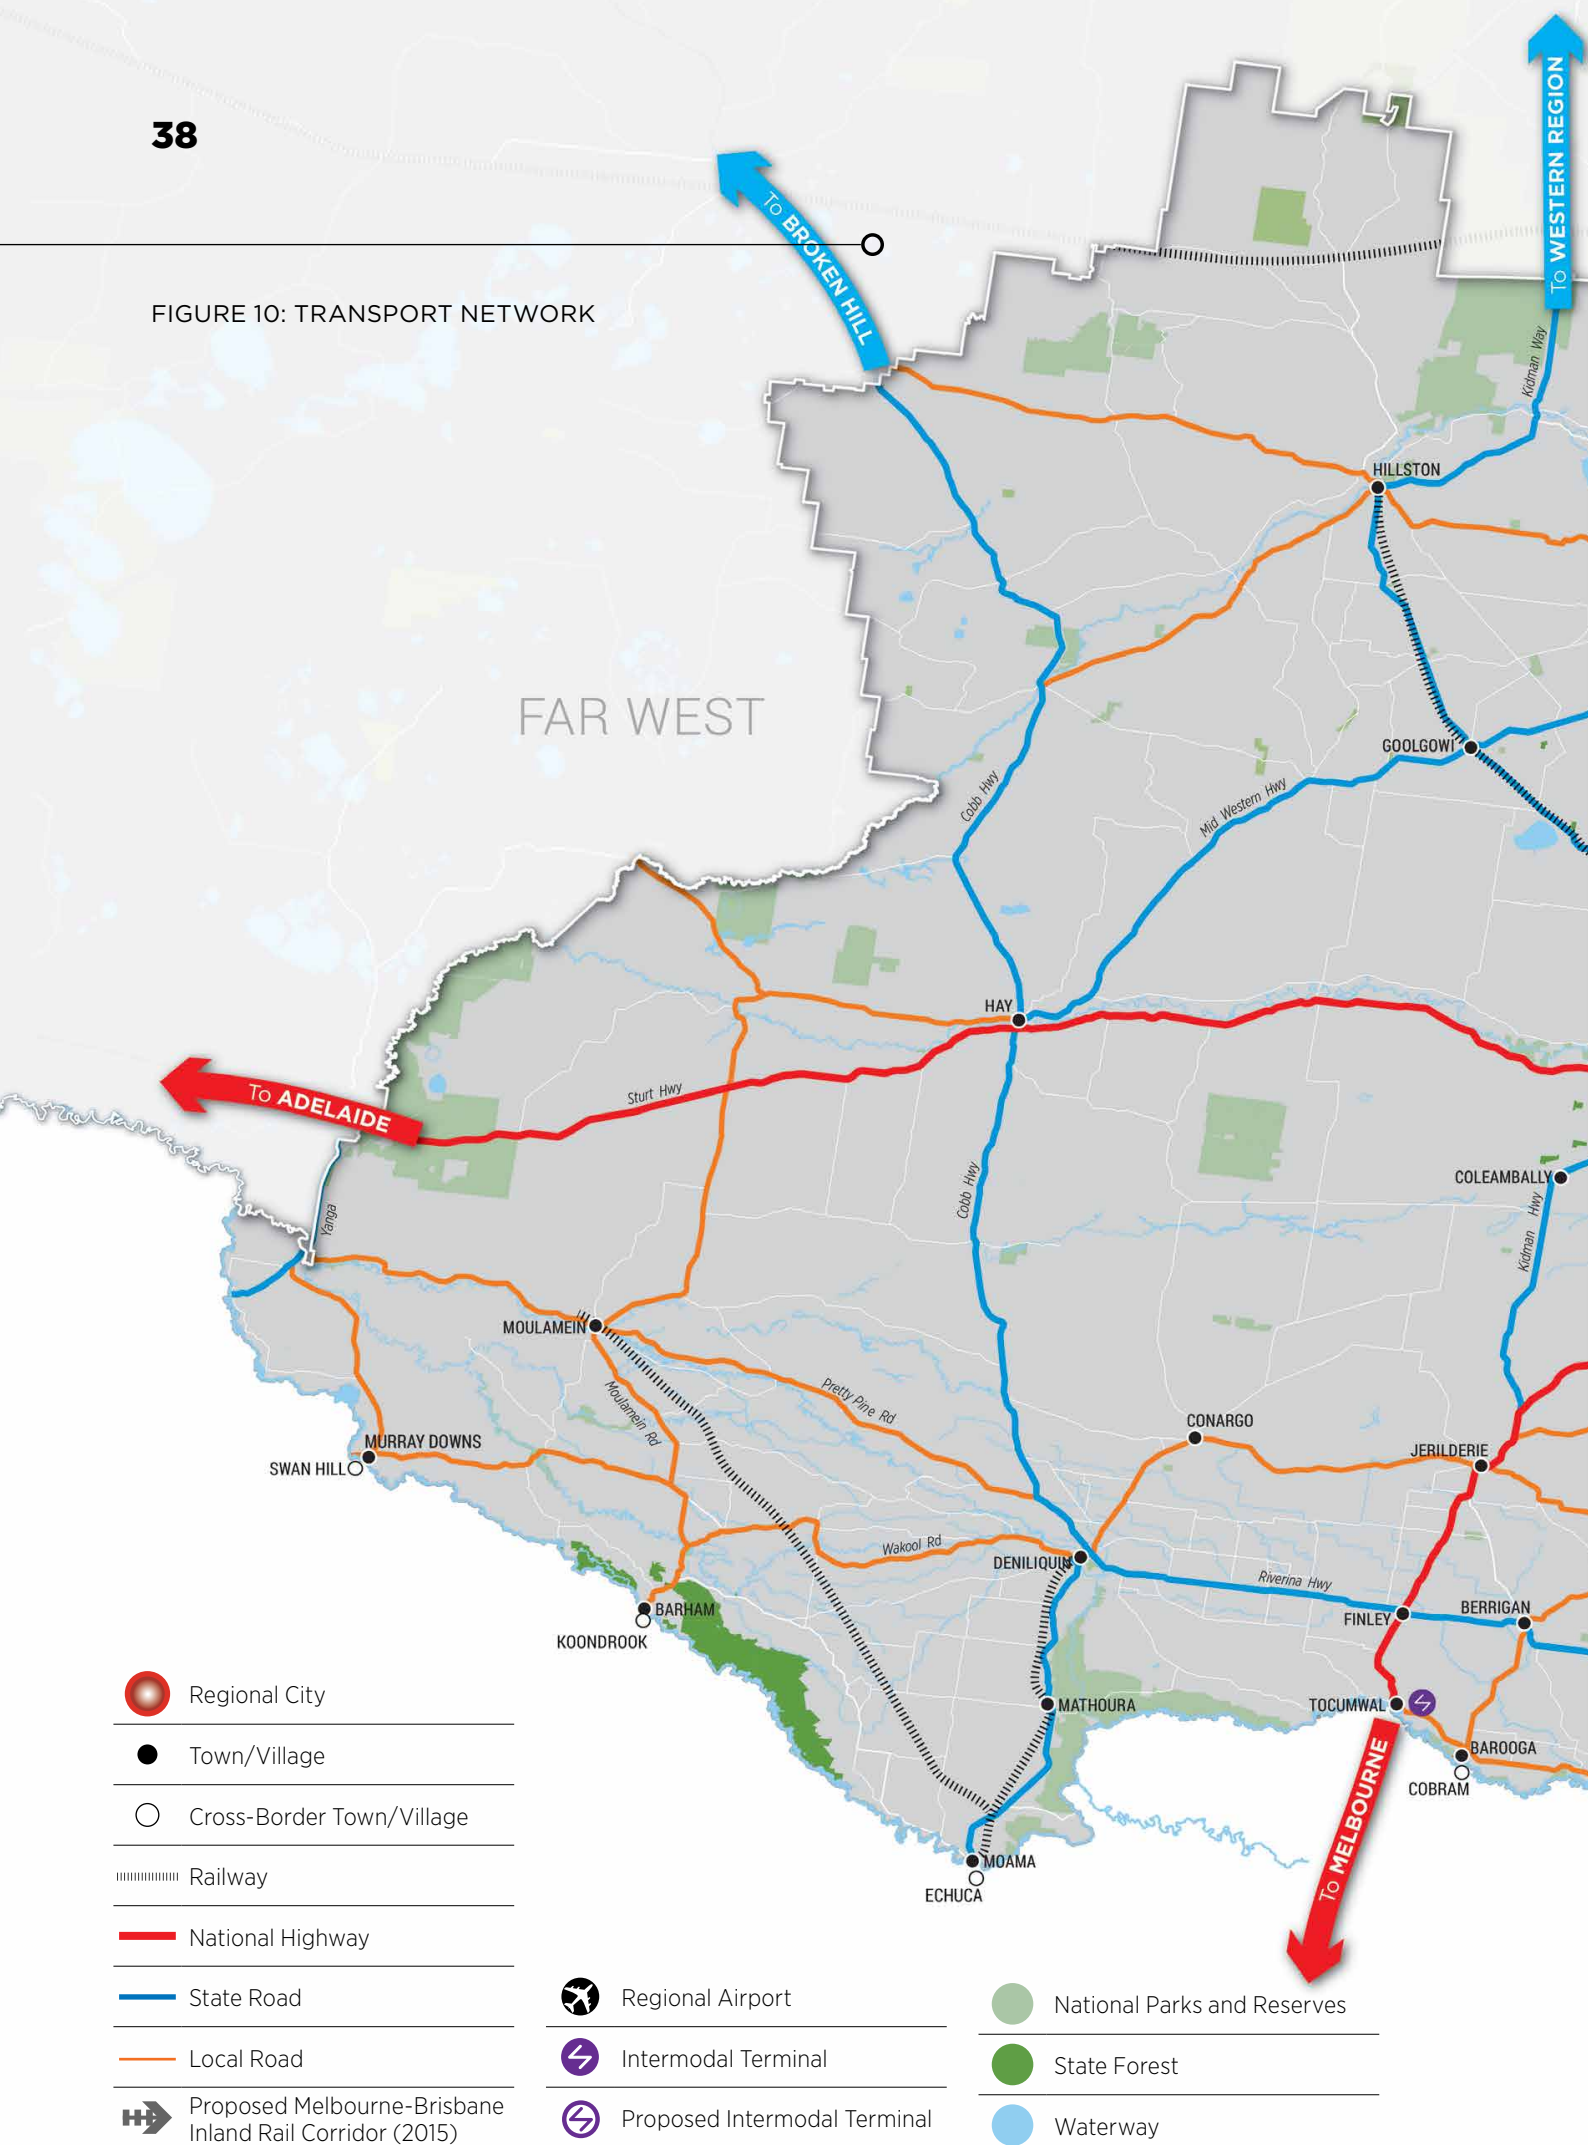 38
FIGURE 10: TRANSPORT NETWORK
To BROKEN HILL
To WESTERN REGION
Kidman Way
HILLSTON
FAR WEST
GOOLGOWI
Cobb Hwy
Mid Western Hwy
HAY
Sturt Hwy
To ADELAIDE
Cobb Hwy
COLEAMBALLY
Kidman Hwy
Yanga
MOULAMEIN
Moulamein Rd
Pretty Pine Rd
CONARGO
JERILDERIE
MURRAY DOWNS
SWAN HILL
Wakool Rd
DENILIQUIN
Riverina Hwy
FINLEY
BERRIGAN
BARHAM
KOONDROOK
MATHOURA
TOCUMWAL
BAROOGA
COBRAM
To MELBOURNE
MOAMA
ECHUCA
Regional City
Town/Village
Cross-Border Town/Village
Railway
National Highway
State Road
Local Road
Proposed Melbourne-Brisbane
Inland Rail Corridor (2015)
Regional Airport
Intermodal Terminal
Proposed Intermodal Terminal
National Parks and Reserves
State Forest
Waterway